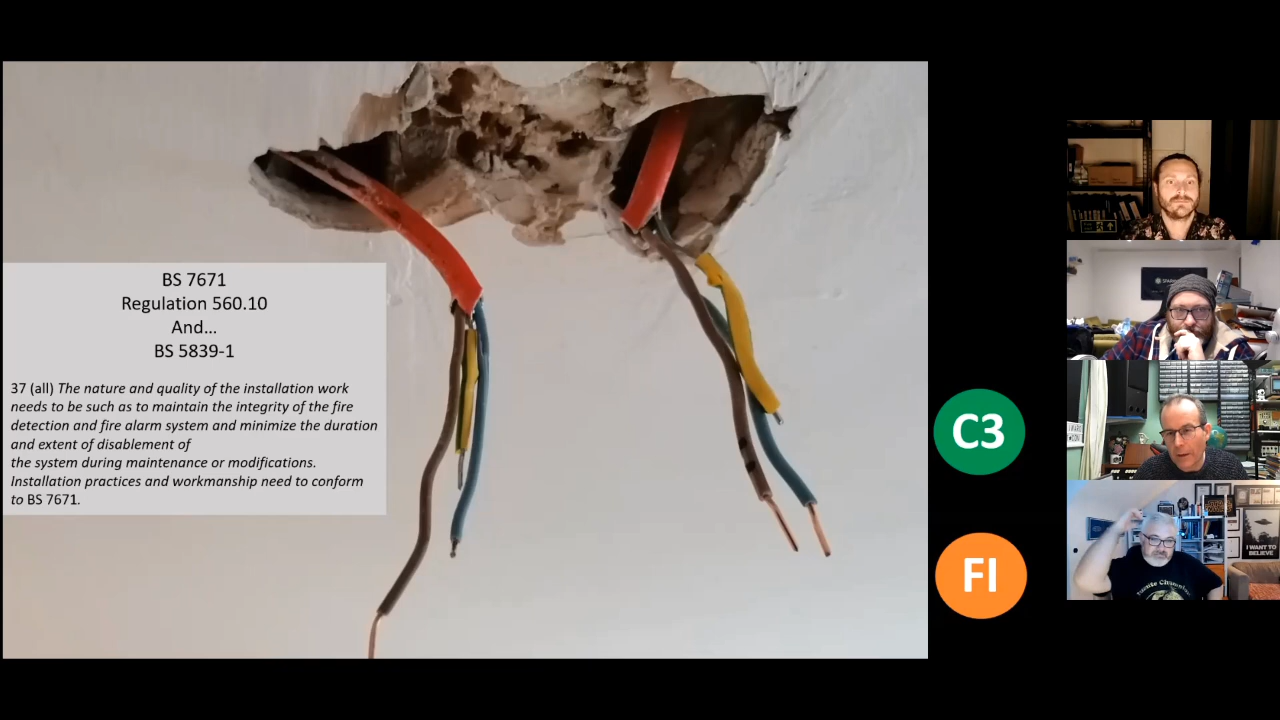 BS 7671
Regulation 560.10
And…
BS 5839-1
37 (all) The nature and quality of the installation work
needs to be such as to maintain the integrity of the fire
detection and fire alarm system and minimize the duration
and extent of disablement of
the system during maintenance or modifications.
Installation practices and workmanship need to conform
to BS 7671.
C3
FI
I WANT TO
BELIEVE